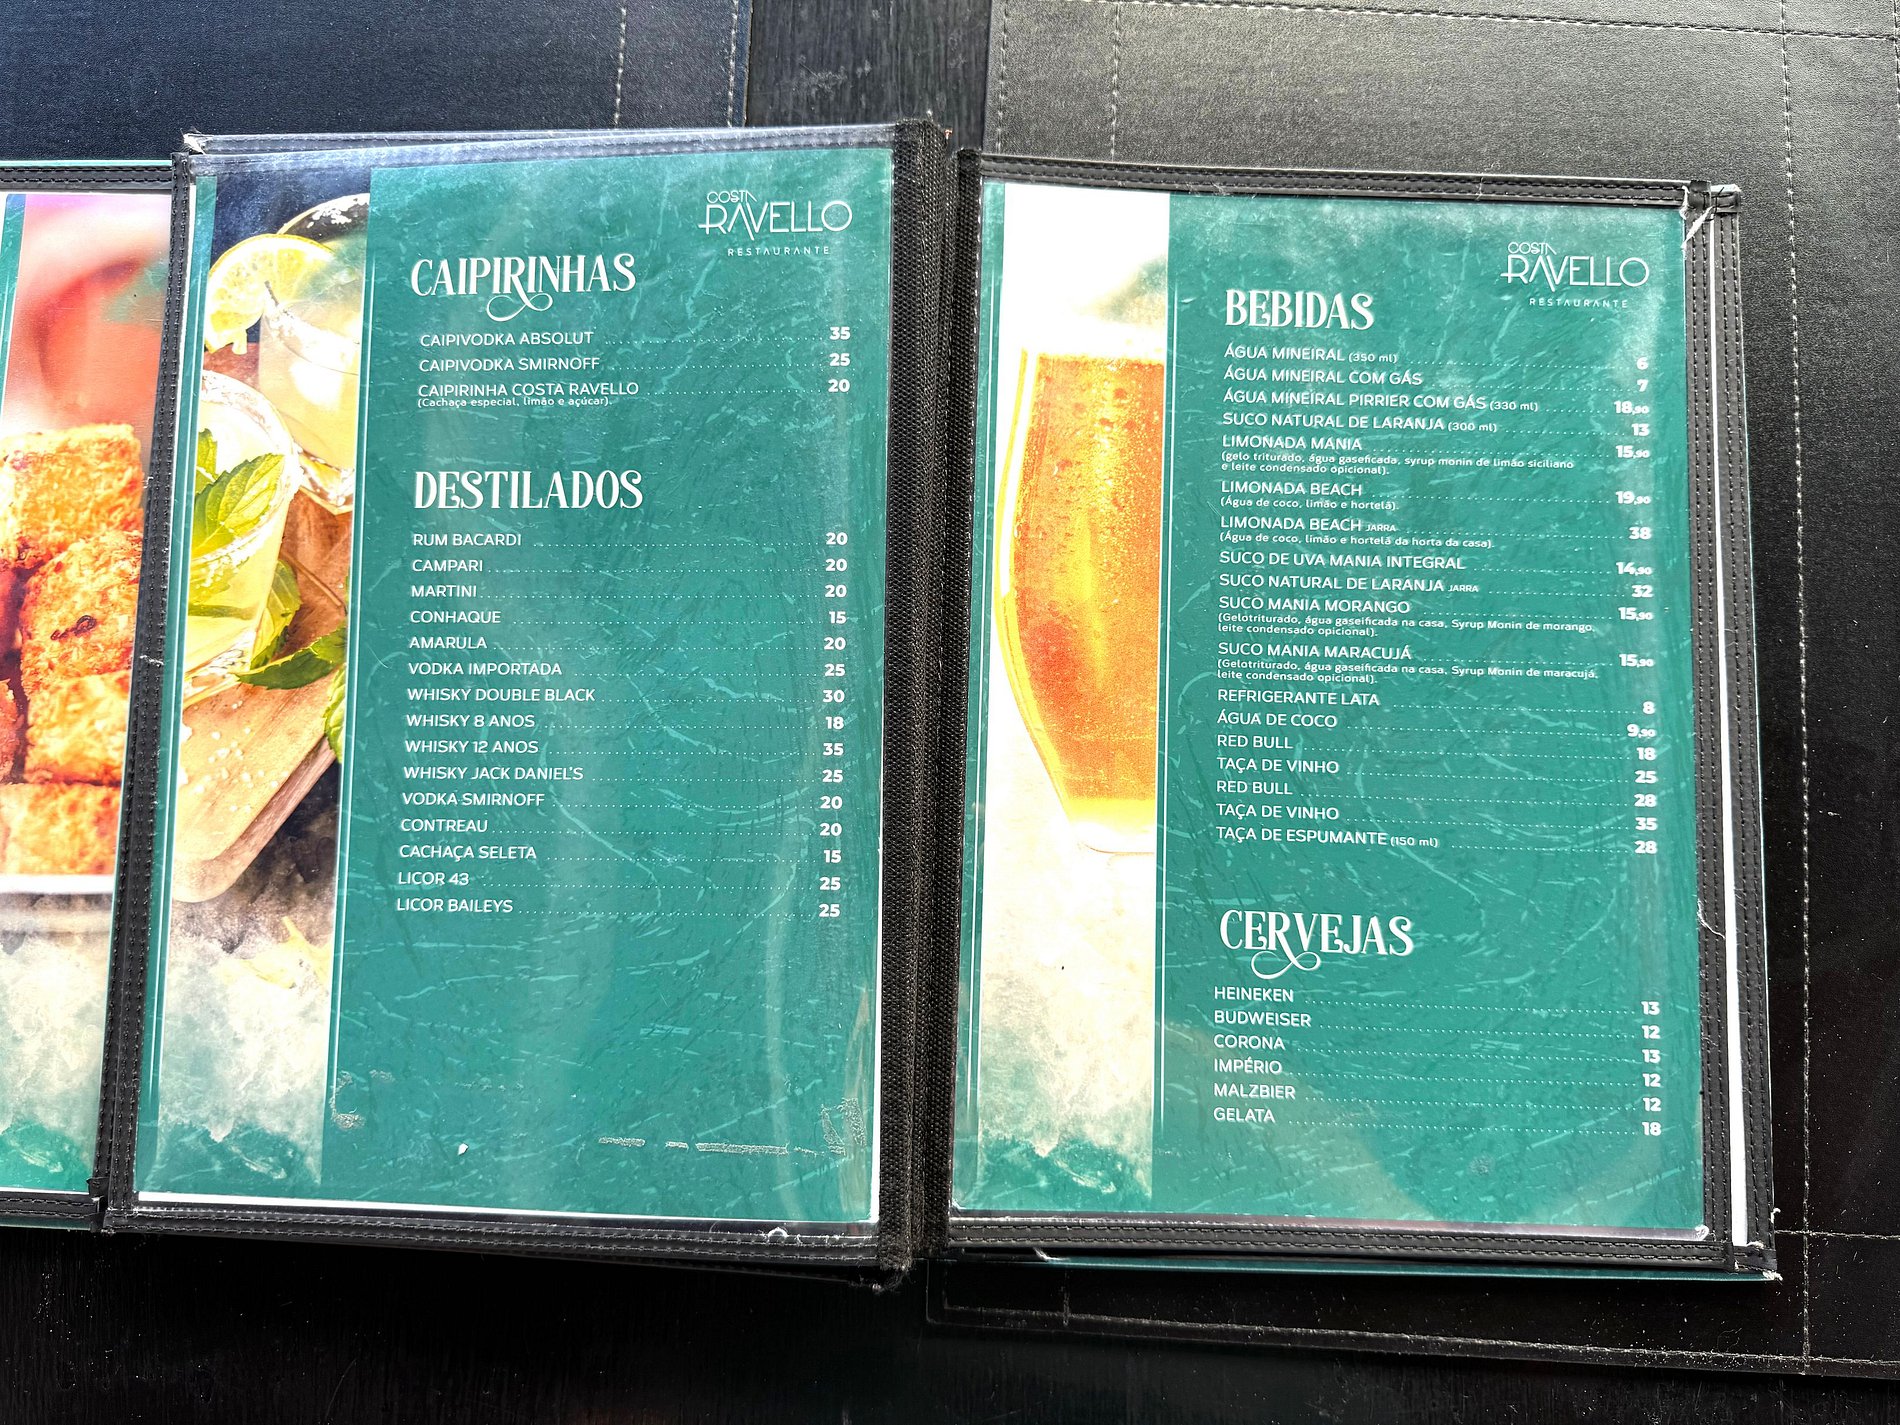 COSTA
RAVELLO
RESTAURANTE
CAIPIRINHAS
CAIPIVODKA ABSOLUT 35
CAIPIVODKA SMIRNOFF 25
CAIPIRINHA COSTA RAVELLO 20
(Cachaça especial, limão e açúcar).
DESTILADOS
RUM BACARDI 20
CAMPARI 20
MARTINI 20
CONHAQUE 15
AMARULA 20
VODKA IMPORTADA 25
WHISKY DOUBLE BLACK 30
WHISKY 8 ANOS 18
WHISKY 12 ANOS 35
WHISKY JACK DANIEL'S 25
VODKA SMIRNOFF 20
CONTREAU 20
CACHAÇA SELETA 15
LICOR 43 25
LICOR BAILEYS 25
COSTA
RAVELLO
RESTAURANTE
BEBIDAS
ÁGUA MINEIRAL (350 ml) 6
ÁGUA MINEIRAL COM GÁS 7
ÁGUA MINEIRAL PIRRIER COM GÁS (330 ml) 18,90
SUCO NATURAL DE LARANJA (300 ml) 13
LIMONADA MANIA 15,90
(gelo triturado, água gaseificada, syrup monin de limão siciliano
e leite condensado opicional).
LIMONADA BEACH 19,90
(Água de coco, limão e hortelã).
LIMONADA BEACH JARRA 38
(Água de coco, limão e hortelã da horta da casa).
SUCO DE UVA MANIA INTEGRAL 14,90
SUCO NATURAL DE LARANJA JARRA 32
SUCO MANIA MORANGO 15,90
(Gelotriturado, água gaseificada na casa, Syrup Monin de morango,
leite condensado opicional).
SUCO MANIA MARACUJÁ 15,90
(Gelotriturado, água gaseificada na casa, Syrup Monin de maracujá,
leite condensado opicional).
REFRIGERANTE LATA 8
ÁGUA DE COCO 9,90
RED BULL 18
TAÇA DE VINHO 25
RED BULL 28
TAÇA DE VINHO 35
TAÇA DE ESPUMANTE (150 ml) 28
CERVEJAS
HEINEKEN 13
BUDWEISER 12
CORONA 13
IMPÉRIO 12
MALZBIER 12
GELATA 18